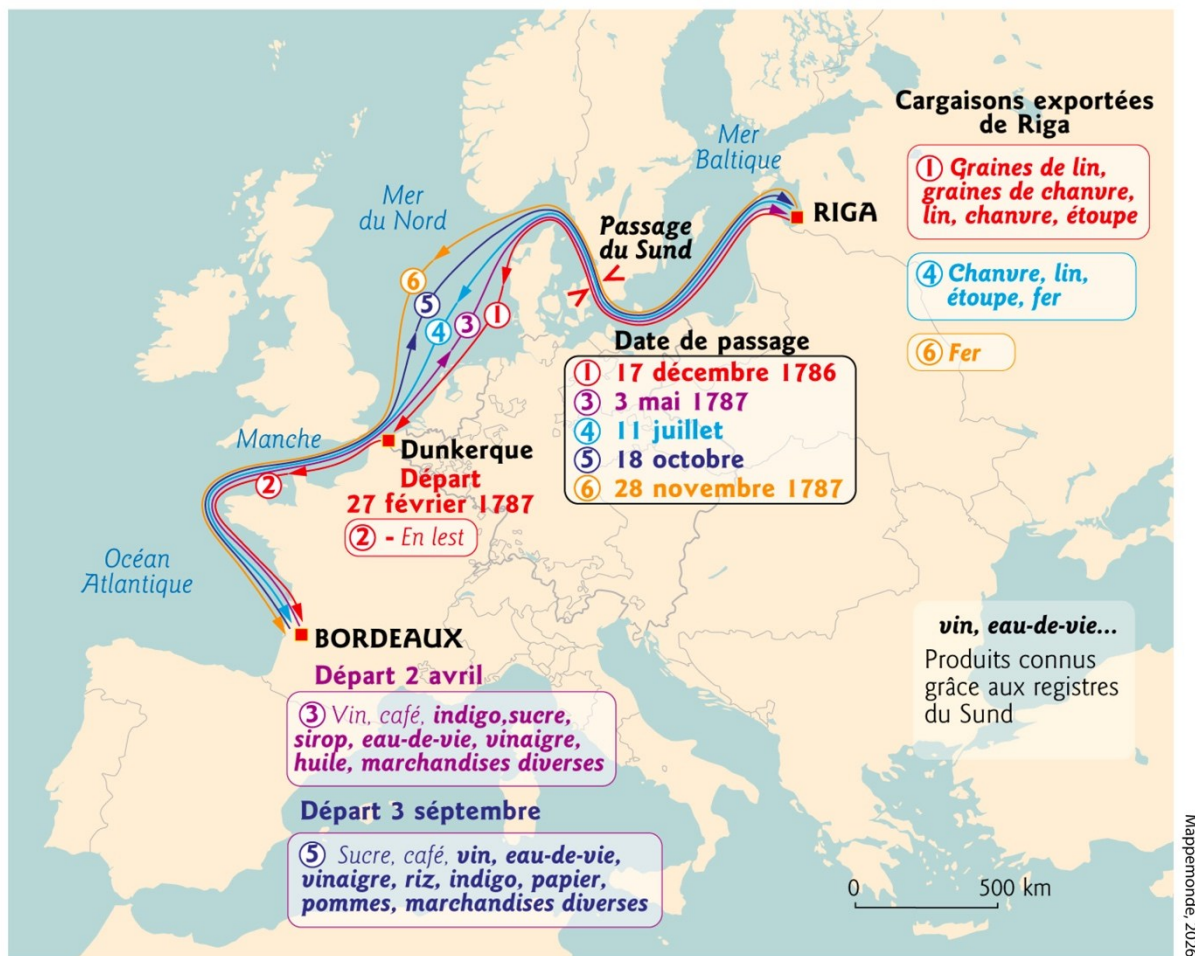 Cargaisons exportées
de Riga
① Graines de lin,
graines de chanvre,
lin, chanvre, étoupe
④ Chanvre, lin,
étoupe, fer
⑥ Fer
Mer
Baltique
RIGA
Mer
du Nord
Passage
du Sund
6
5
4
3
1
Date de passage
① 17 décembre 1786
③ 3 mai 1787
④ 11 juillet
⑤ 18 octobre
⑥ 28 novembre 1787
Manche
2
Dunkerque
Départ
27 février 1787
② - En lest
Océan
Atlantique
BORDEAUX
Départ 2 avril
③ Vin, café, indigo,sucre,
sirop, eau-de-vie, vinaigre,
huile, marchandises diverses
Départ 3 séptembre
⑤ Sucre, café, vin, eau-de-vie,
vinaigre, riz, indigo, papier,
pommes, marchandises diverses
vin, eau-de-vie...
Produits connus
grâce aux registres
du Sund
0 500 km
Mappemonde, 2026